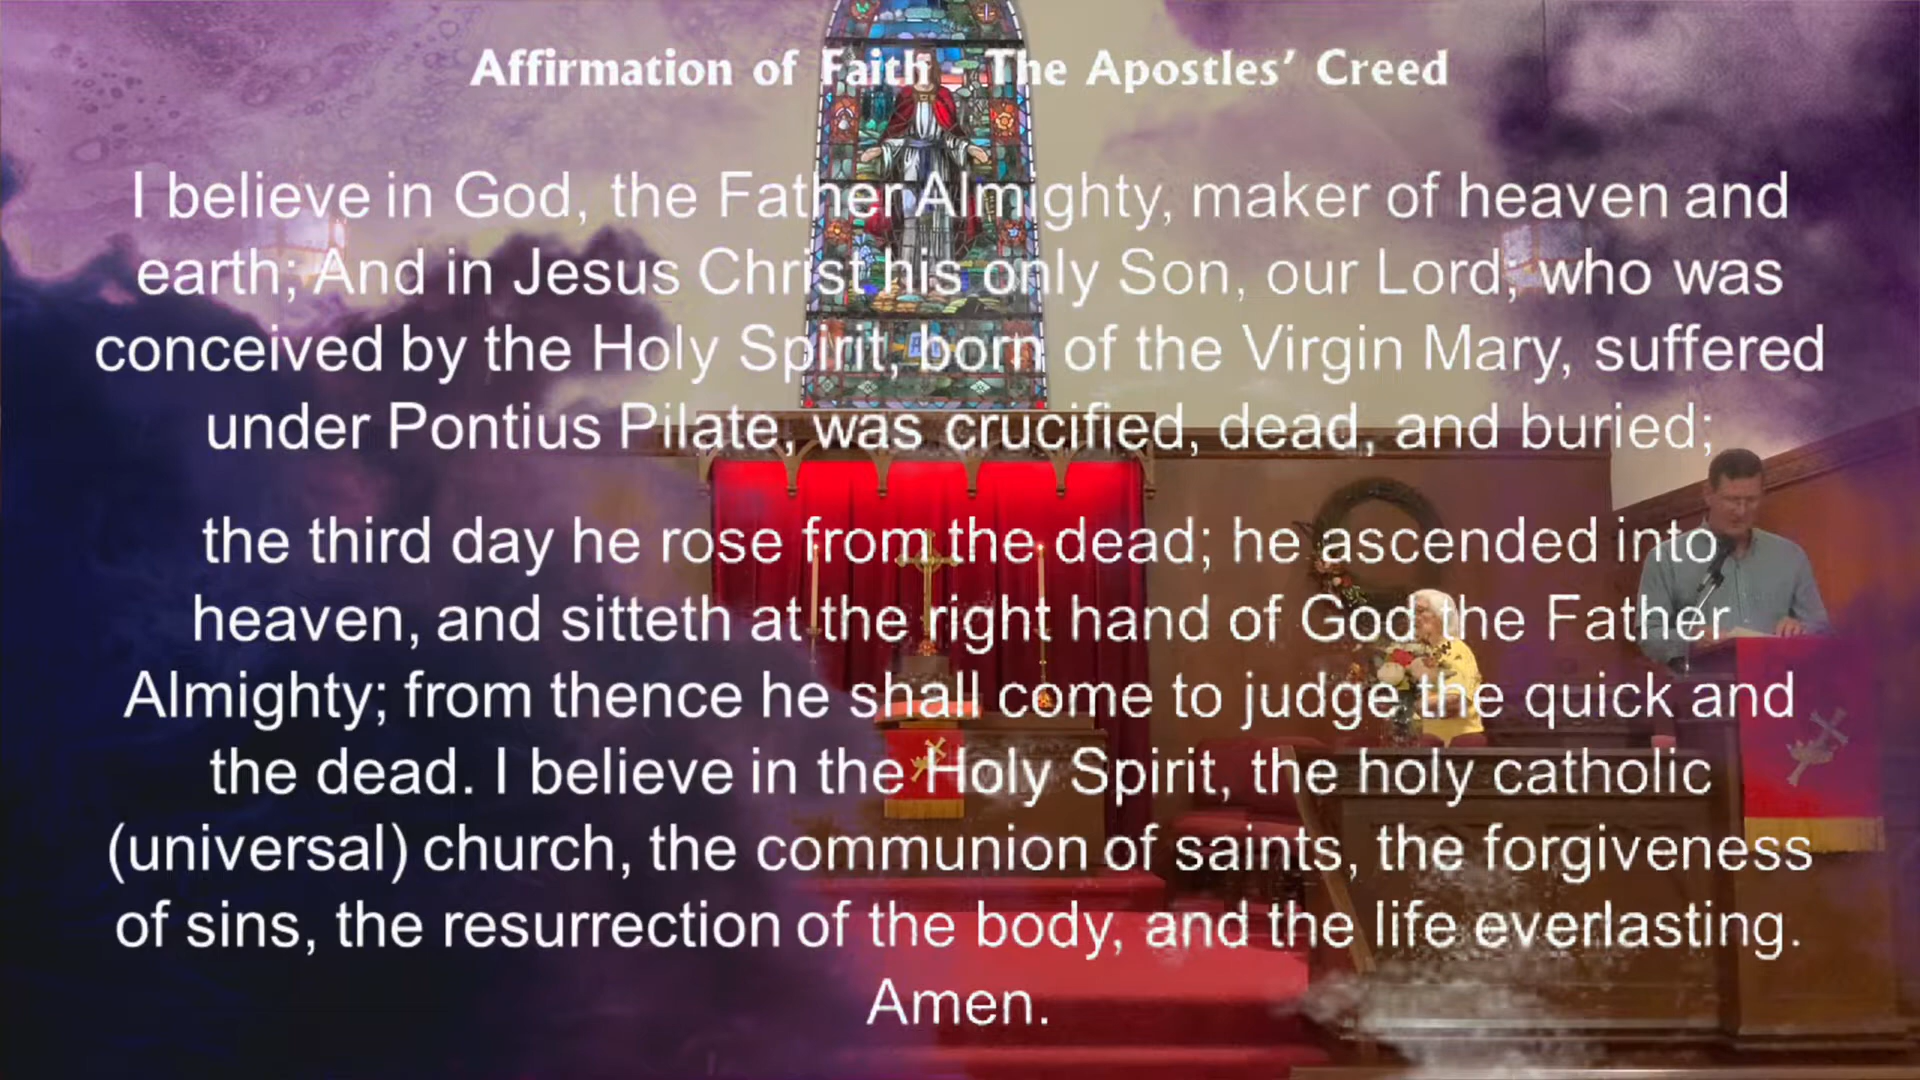 Affirmation of Faith - The Apostles’ Creed
I believe in God, the Father Almighty, maker of heaven and
earth; And in Jesus Christ his only Son, our Lord, who was
conceived by the Holy Spirit, born of the Virgin Mary, suffered
under Pontius Pilate, was crucified, dead, and buried;
the third day he rose from the dead; he ascended into
heaven, and sitteth at the right hand of God the Father
Almighty; from thence he shall come to judge the quick and
the dead. I believe in the Holy Spirit, the holy catholic
(universal) church, the communion of saints, the forgiveness
of sins, the resurrection of the body, and the life everlasting.
Amen.